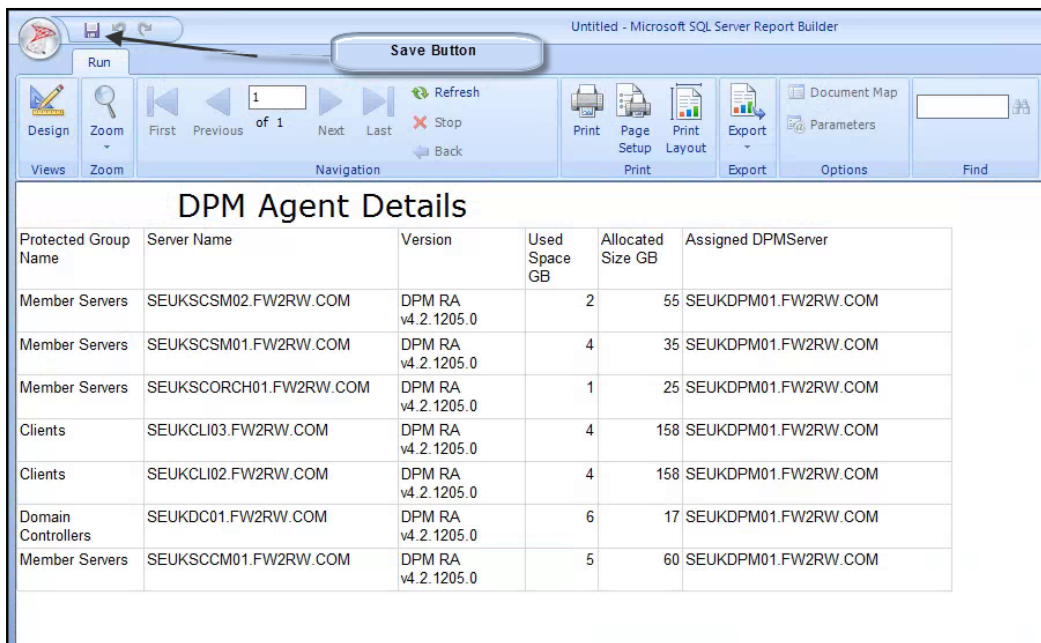 Untitled - Microsoft SQL Server Report Builder
Save Button
Run
Design
Zoom
First
Previous
1
of 1
Next
Last
Refresh
Stop
Back
Print
Page Setup
Print Layout
Export
Document Map
Parameters
Views
Zoom
Navigation
Print
Export
Options
Find
DPM Agent Details
Protected Group Name Server Name Version Used Space GB Allocated Size GB Assigned DPMServer
Member Servers SEUKSCSM02.FW2RW.COM DPM RA v4.2.1205.0 2 55 SEUKDPM01.FW2RW.COM
Member Servers SEUKSCSM01.FW2RW.COM DPM RA v4.2.1205.0 4 35 SEUKDPM01.FW2RW.COM
Member Servers SEUKSCORCH01.FW2RW.COM DPM RA v4.2.1205.0 1 25 SEUKDPM01.FW2RW.COM
Clients SEUKCLI03.FW2RW.COM DPM RA v4.2.1205.0 4 158 SEUKDPM01.FW2RW.COM
Clients SEUKCLI02.FW2RW.COM DPM RA v4.2.1205.0 4 158 SEUKDPM01.FW2RW.COM
Domain Controllers SEUKDC01.FW2RW.COM DPM RA v4.2.1205.0 6 17 SEUKDPM01.FW2RW.COM
Member Servers SEUKSCCM01.FW2RW.COM DPM RA v4.2.1205.0 5 60 SEUKDPM01.FW2RW.COM